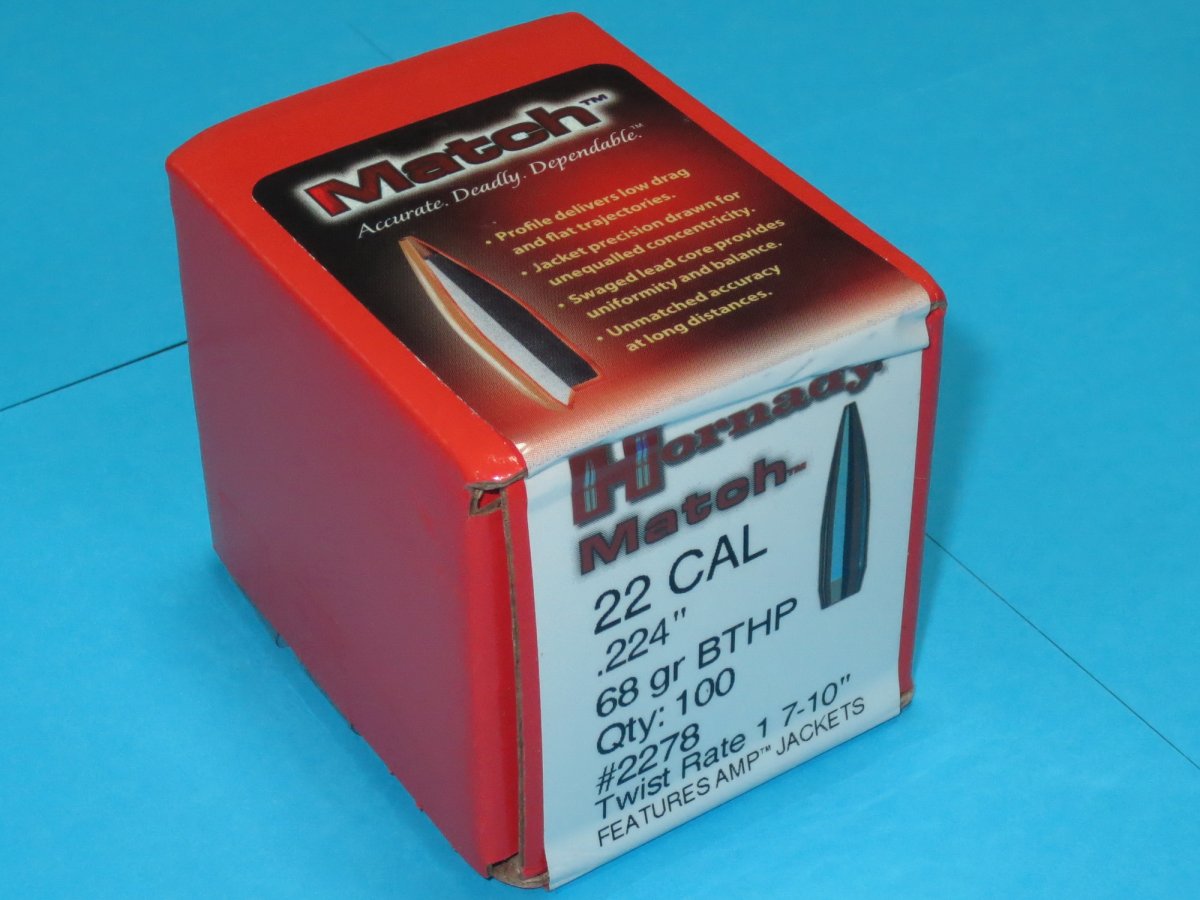 Match™
Accurate. Deadly. Dependable.™
• Profile delivers low drag
and flat trajectories.
• Jacket precision drawn for
unequalled concentricity.
• Swaged lead core provides
uniformity and balance.
• Unmatched accuracy
at long distances.
Hornady®
Match™
22 CAL
.224"
68 gr BTHP
Qty: 100
#2278
Twist Rate 1 7-10"
FEATURES AMP™ JACKETS